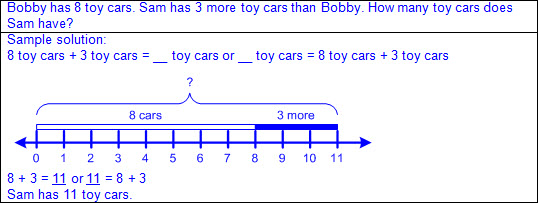 Bobby has 8 toy cars. Sam has 3 more toy cars than Bobby. How many toy cars does
Sam have?
Sample solution:
8 toy cars + 3 toy cars = __ toy cars or __ toy cars = 8 toy cars + 3 toy cars
?
8 cars 3 more
0 1 2 3 4 5 6 7 8 9 10 11
8 + 3 = 11 or 11 = 8 + 3
Sam has 11 toy cars.